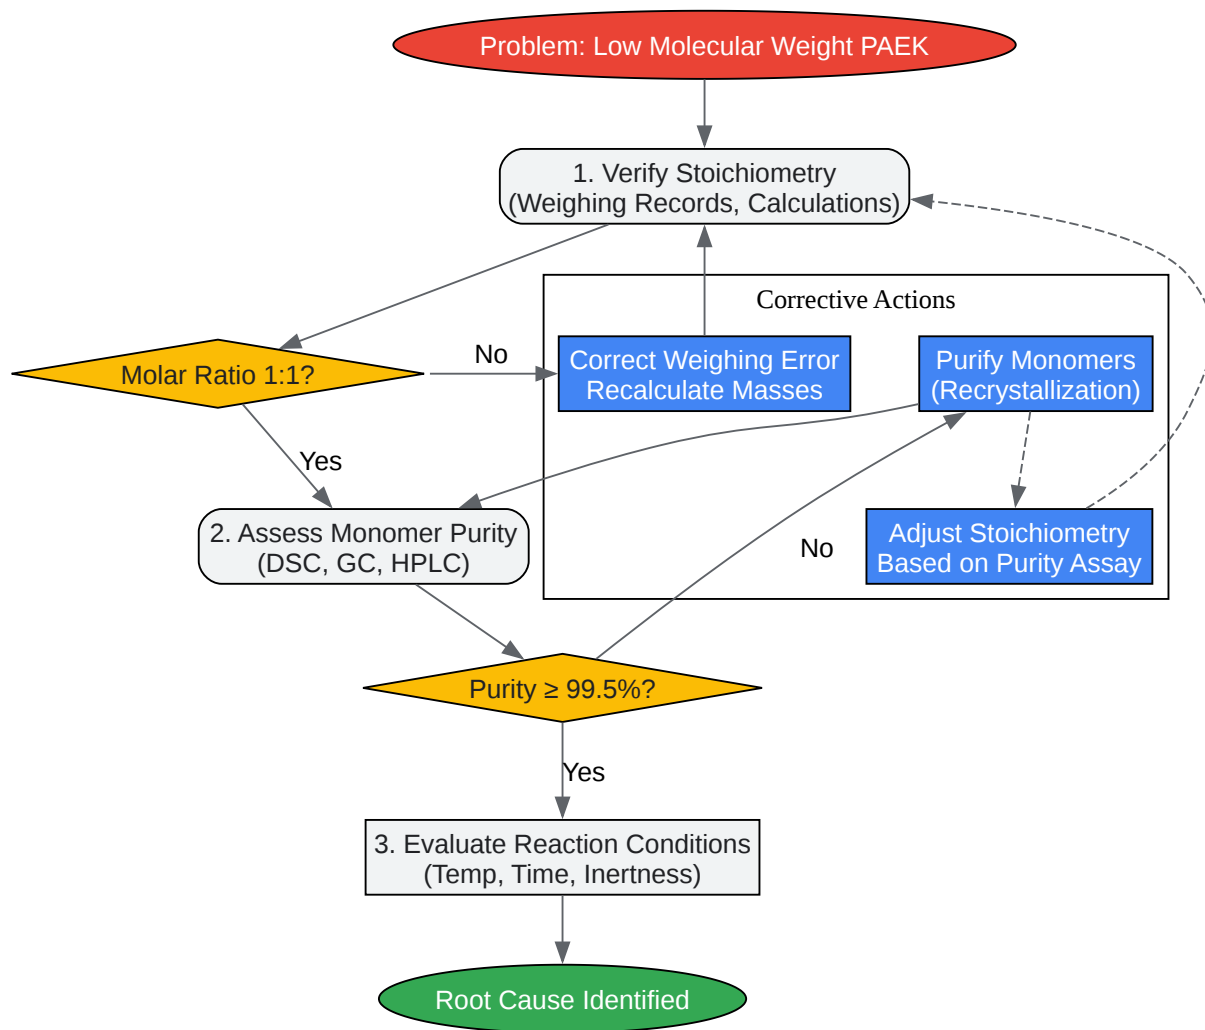 Problem: Low Molecular Weight PAEK
1. Verify Stoichiometry
(Weighing Records, Calculations)
Corrective Actions
Molar Ratio 1:1?
No
Correct Weighing Error
Recalculate Masses
Purify Monomers
(Recrystallization)
Yes
2. Assess Monomer Purity
(DSC, GC, HPLC)
No
Adjust Stoichiometry
Based on Purity Assay
Purity ≥ 99.5%?
Yes
3. Evaluate Reaction Conditions
(Temp, Time, Inertness)
Root Cause Identified